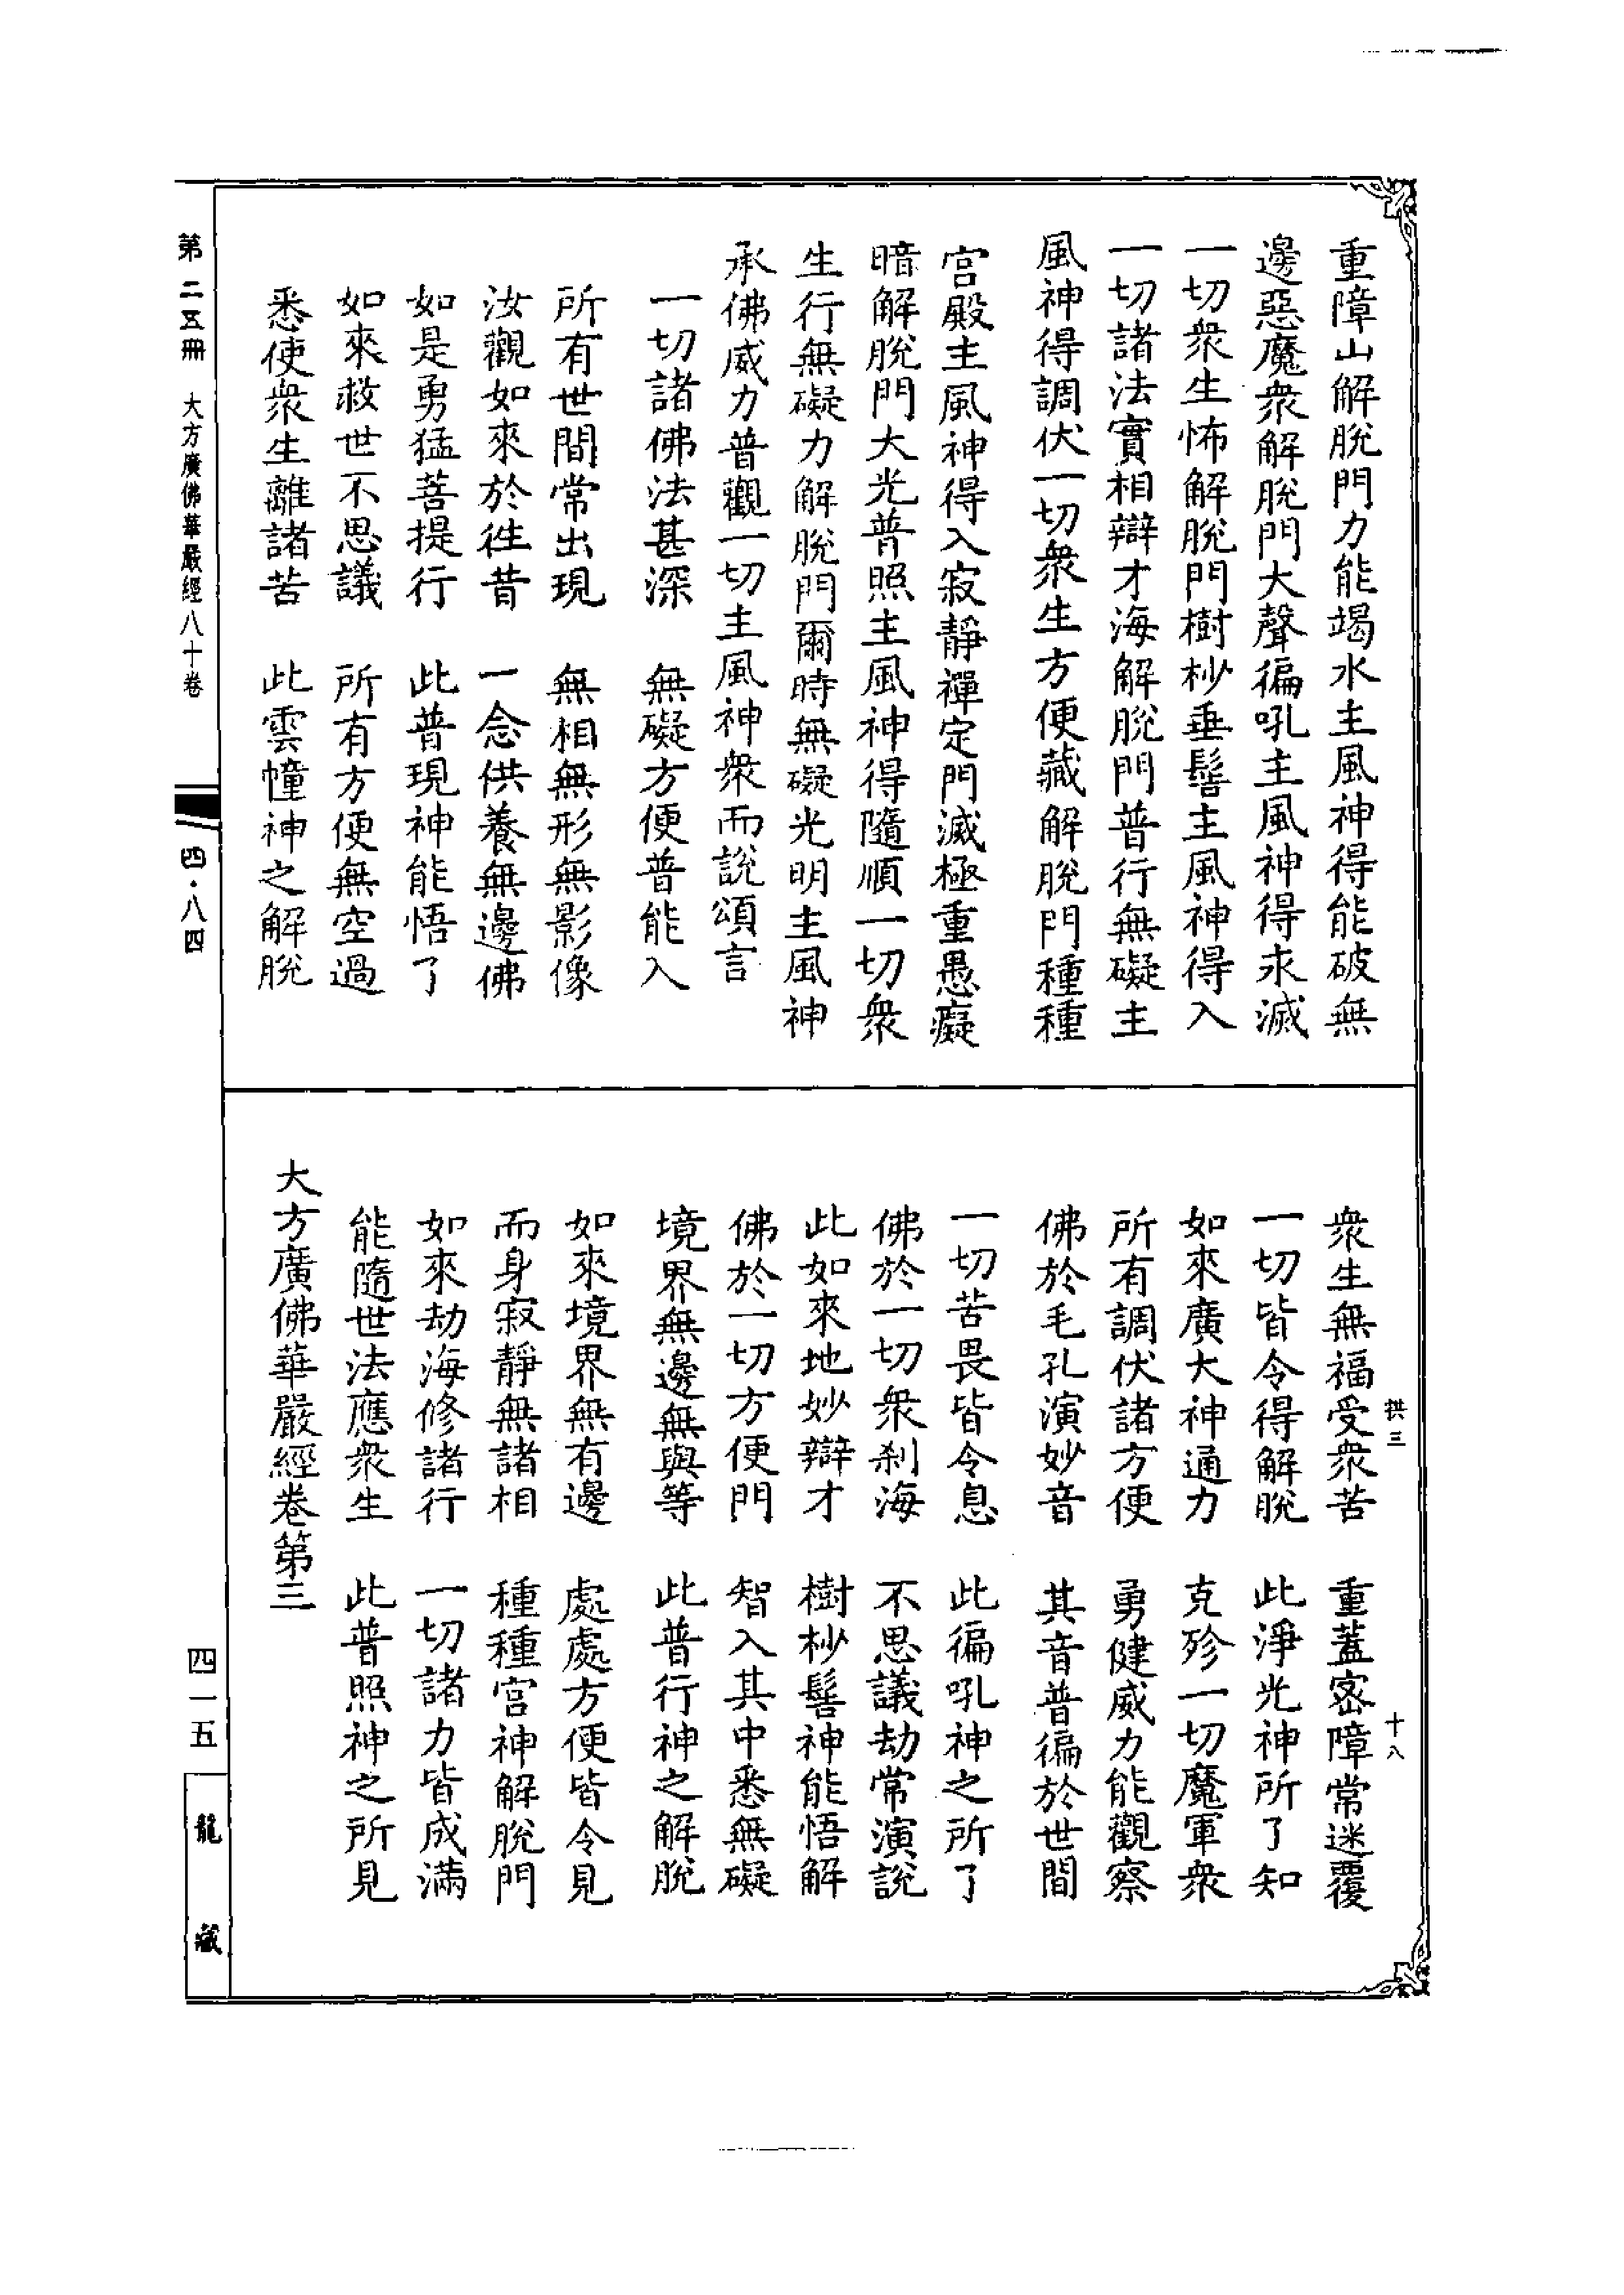 重障山解脫門力能竭水主風神得能破無
邊惡魔衆解脫門大聲徧吼主風神得永滅
一切衆生怖解脫門樹杪垂髻主風神得入
一切諸法實相辯才海解脫門普行無礙主
風神得調伏一切衆生方便藏解脫門種種
宮殿主風神得入寂靜禪定門滅極重愚癡
暗解脫門大光普照主風神得隨順一切衆
生行無礙力解脫門爾時無礙光明主風神
承佛威力普觀一切主風神衆而說頌言
一切諸佛法甚深　無礙方便普能入
所有世間常出現　無相無形無影像
汝觀如來於往昔　一念供養無邊佛
如是勇猛菩提行　此普現神能悟了
如來救世不思議　所有方便無空過
悉使衆生離諸苦　此雲幢神之解脫
衆生無福受衆苦　重蓋密障常迷覆
一切皆令得解脫　此淨光神所了知
如來廣大神通力　克殄一切魔軍衆
所有調伏諸方便　勇健威力能觀察
佛於毛孔演妙音　其音普徧於世間
一切苦畏皆令息　此徧吼神之所了
佛於一切衆剎海　不思議劫常演說
此如來地妙辯才　樹杪髻神能悟解
佛於一切方便門　智入其中悉無礙
境界無邊無與等　此普行神之解脫
如來境界無有邊　處處方便皆令見
而身寂靜無諸相　種種宮神解脫門
如來劫海修諸行　一切諸力皆成滿
能隨世法應衆生　此普照神之所見
大方廣佛華嚴經卷第三
拱三
十八
第二五冊　大方廣佛華嚴經八十卷
四·八四
四一五
龍藏